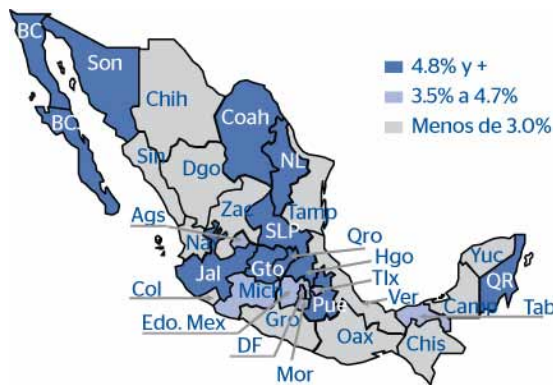 BC
Son
Chih
Coah
BC
NL
Sin
Dgo
Zac
Tamp
Ags
SLP
Nay
Qro
Hgo
Jal
Gto
Tlx
Col
Mich
Pue
Ver
Edo. Mex
Gro
DF
Mor
Oax
Chis
Camp
Tab
Yuc
QR
4.8% y +
3.5% a 4.7%
Menos de 3.0%